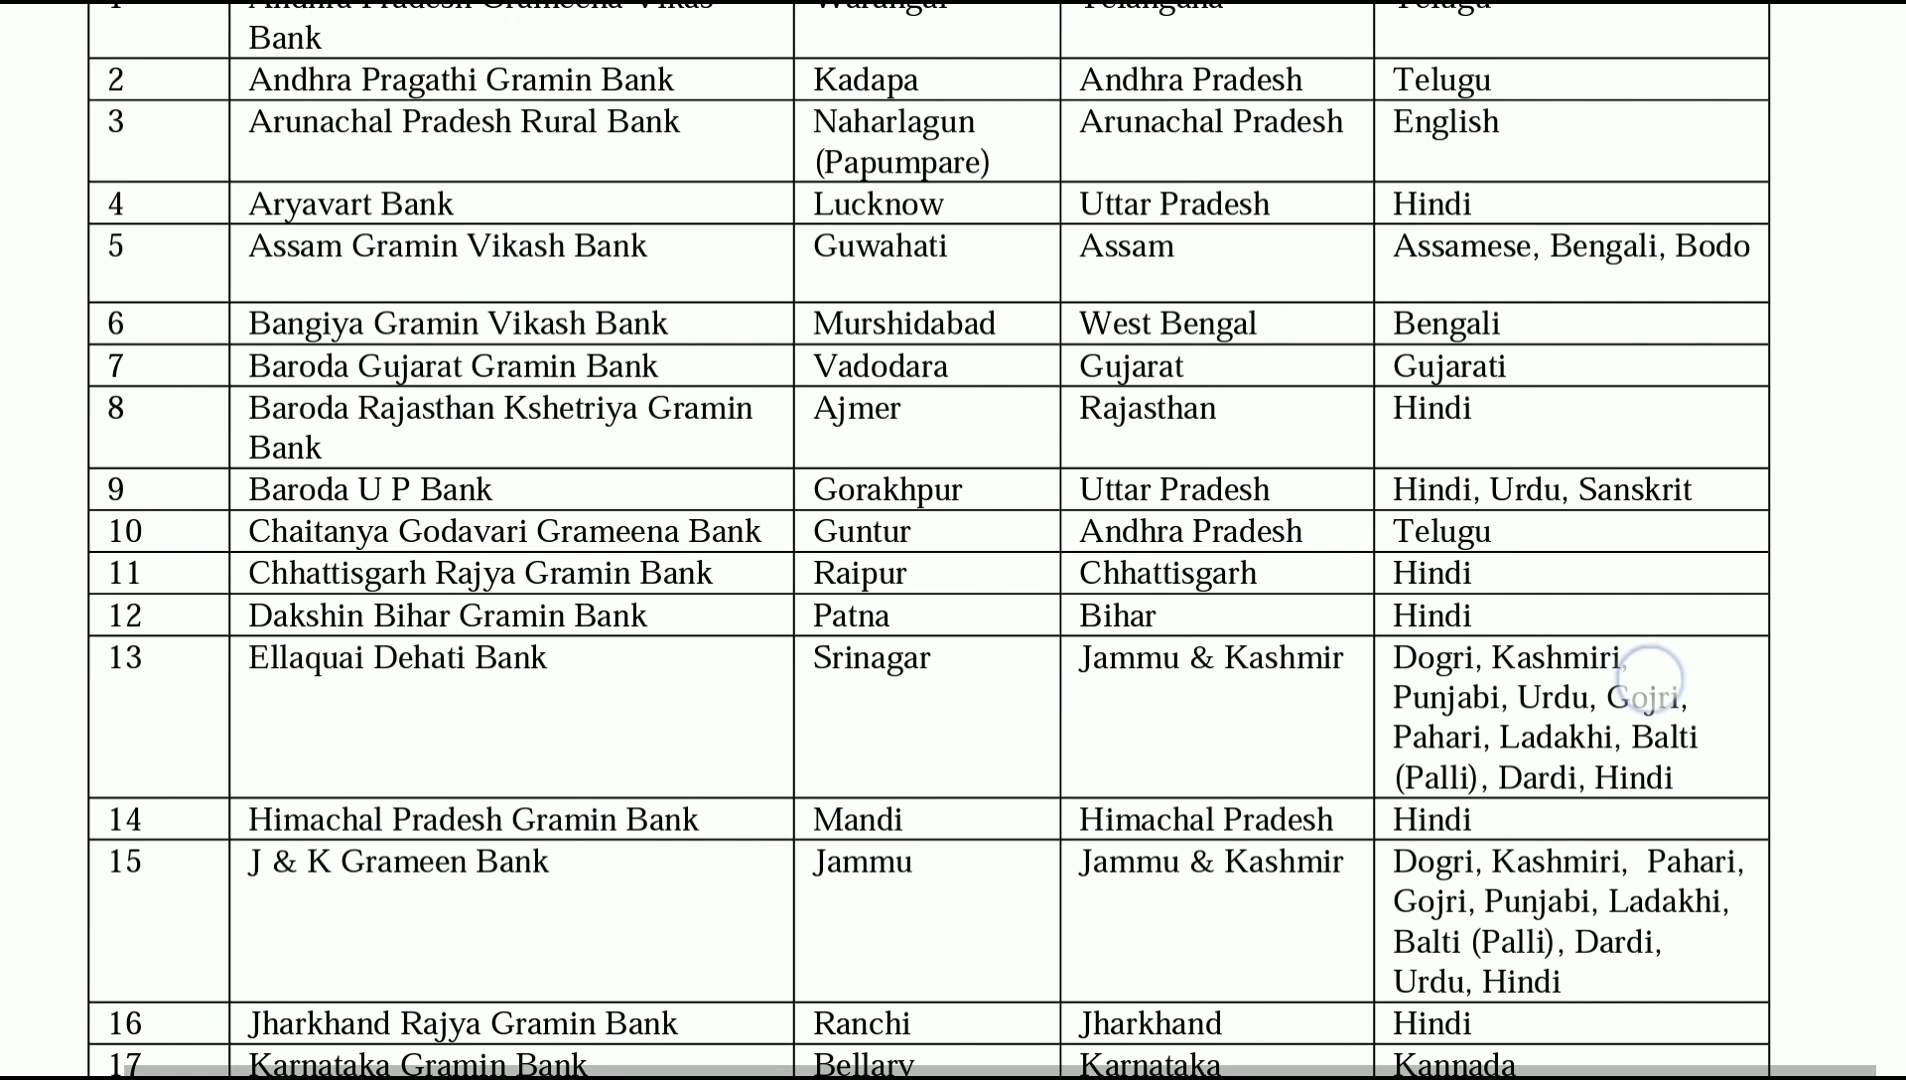 1 Andhra Pradesh Grameena Vikas Warangal Telangana Telugu
Bank
2 Andhra Pragathi Gramin Bank Kadapa Andhra Pradesh Telugu
3 Arunachal Pradesh Rural Bank Naharlagun Arunachal Pradesh English
(Papumpare)
4 Aryavart Bank Lucknow Uttar Pradesh Hindi
5 Assam Gramin Vikash Bank Guwahati Assam Assamese, Bengali, Bodo
6 Bangiya Gramin Vikash Bank Murshidabad West Bengal Bengali
7 Baroda Gujarat Gramin Bank Vadodara Gujarat Gujarati
8 Baroda Rajasthan Kshetriya Gramin Ajmer Rajasthan Hindi
Bank
9 Baroda U P Bank Gorakhpur Uttar Pradesh Hindi, Urdu, Sanskrit
10 Chaitanya Godavari Grameena Bank Guntur Andhra Pradesh Telugu
11 Chhattisgarh Rajya Gramin Bank Raipur Chhattisgarh Hindi
12 Dakshin Bihar Gramin Bank Patna Bihar Hindi
13 Ellaquai Dehati Bank Srinagar Jammu & Kashmir Dogri, Kashmiri,
Punjabi, Urdu, Gojri,
Pahari, Ladakhi, Balti
(Palli), Dardi, Hindi
14 Himachal Pradesh Gramin Bank Mandi Himachal Pradesh Hindi
15 J & K Grameen Bank Jammu Jammu & Kashmir Dogri, Kashmiri, Pahari,
Gojri, Punjabi, Ladakhi,
Balti (Palli), Dardi,
Urdu, Hindi
16 Jharkhand Rajya Gramin Bank Ranchi Jharkhand Hindi
17 Karnataka Gramin Bank Bellary Karnataka Kannada